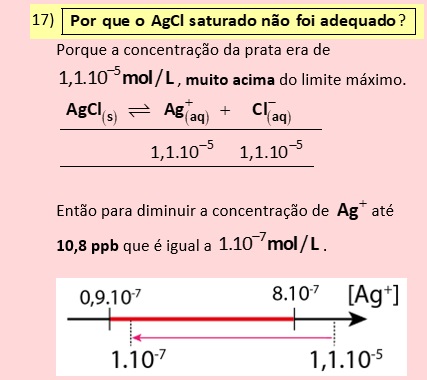 17) Por que o AgCl saturado não foi adequado?
Porque a concentração da prata era de
1,1.10⁻⁵ mol/L, muito acima do limite máximo.
AgCl(s) ⇌ Ag⁺(aq) + Cl⁻(aq)
1,1.10⁻⁵ 1,1.10⁻⁵
Então para diminuir a concentração de Ag⁺ até
10,8 ppb que é igual a 1.10⁻⁷ mol/L.
0,9.10⁻⁷ 8.10⁻⁷ [Ag⁺]
1.10⁻⁷ 1,1.10⁻⁵